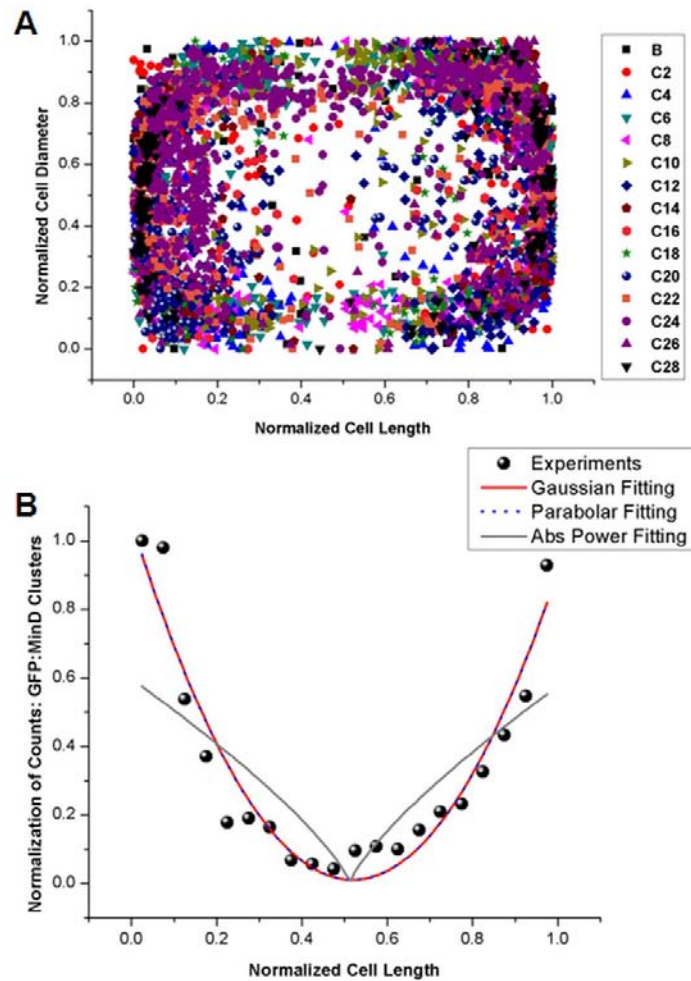 A
1.0
0.8
0.6
0.4
0.2
0.0
Normalized Cell Diameter
0.0 0.2 0.4 0.6 0.8 1.0
Normalized Cell Length
B
C2
C4
C6
C8
C10
C12
C14
C16
C18
C20
C22
C24
C26
C28
B
Experiments
Gaussian Fitting
Parabolar Fitting
Abs Power Fitting
1.0
0.8
0.6
0.4
0.2
0.0
Normalization of Counts: GFP:MinD Clusters
0.0 0.2 0.4 0.6 0.8 1.0
Normalized Cell Length